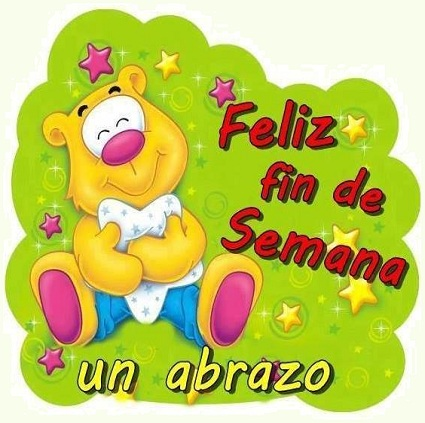 Feliz
fin de
Semana
un abrazo